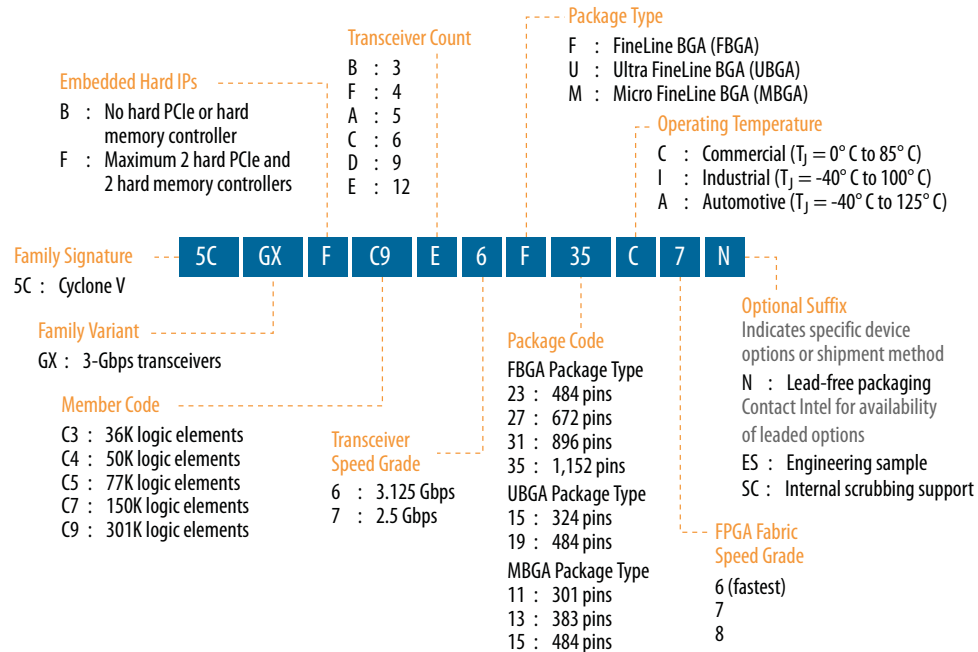 Package Type
F : FineLine BGA (FBGA)
U : Ultra FineLine BGA (UBGA)
M : Micro FineLine BGA (MBGA)
Transceiver Count
B : 3
F : 4
A : 5
C : 6
D : 9
E : 12
Embedded Hard IPs
B : No hard PCIe or hard
memory controller
F : Maximum 2 hard PCIe and
2 hard memory controllers
Operating Temperature
C : Commercial (TJ = 0° C to 85° C)
I : Industrial (TJ = -40° C to 100° C)
A : Automotive (TJ = -40° C to 125° C)
Family Signature
5C : Cyclone V
5C GX F C9 E 6 F 35 C 7 N
Family Variant
GX : 3-Gbps transceivers
Member Code
C3 : 36K logic elements
C4 : 50K logic elements
C5 : 77K logic elements
C7 : 150K logic elements
C9 : 301K logic elements
Transceiver
Speed Grade
6 : 3.125 Gbps
7 : 2.5 Gbps
Package Code
FBGA Package Type
23 : 484 pins
27 : 672 pins
31 : 896 pins
35 : 1,152 pins
UBGA Package Type
15 : 324 pins
19 : 484 pins
MBGA Package Type
11 : 301 pins
13 : 383 pins
15 : 484 pins
Optional Suffix
Indicates specific device
options or shipment method
N : Lead-free packaging
Contact Intel for availability
of leaded options
ES : Engineering sample
SC : Internal scrubbing support
FPGA Fabric
Speed Grade
6 (fastest)
7
8